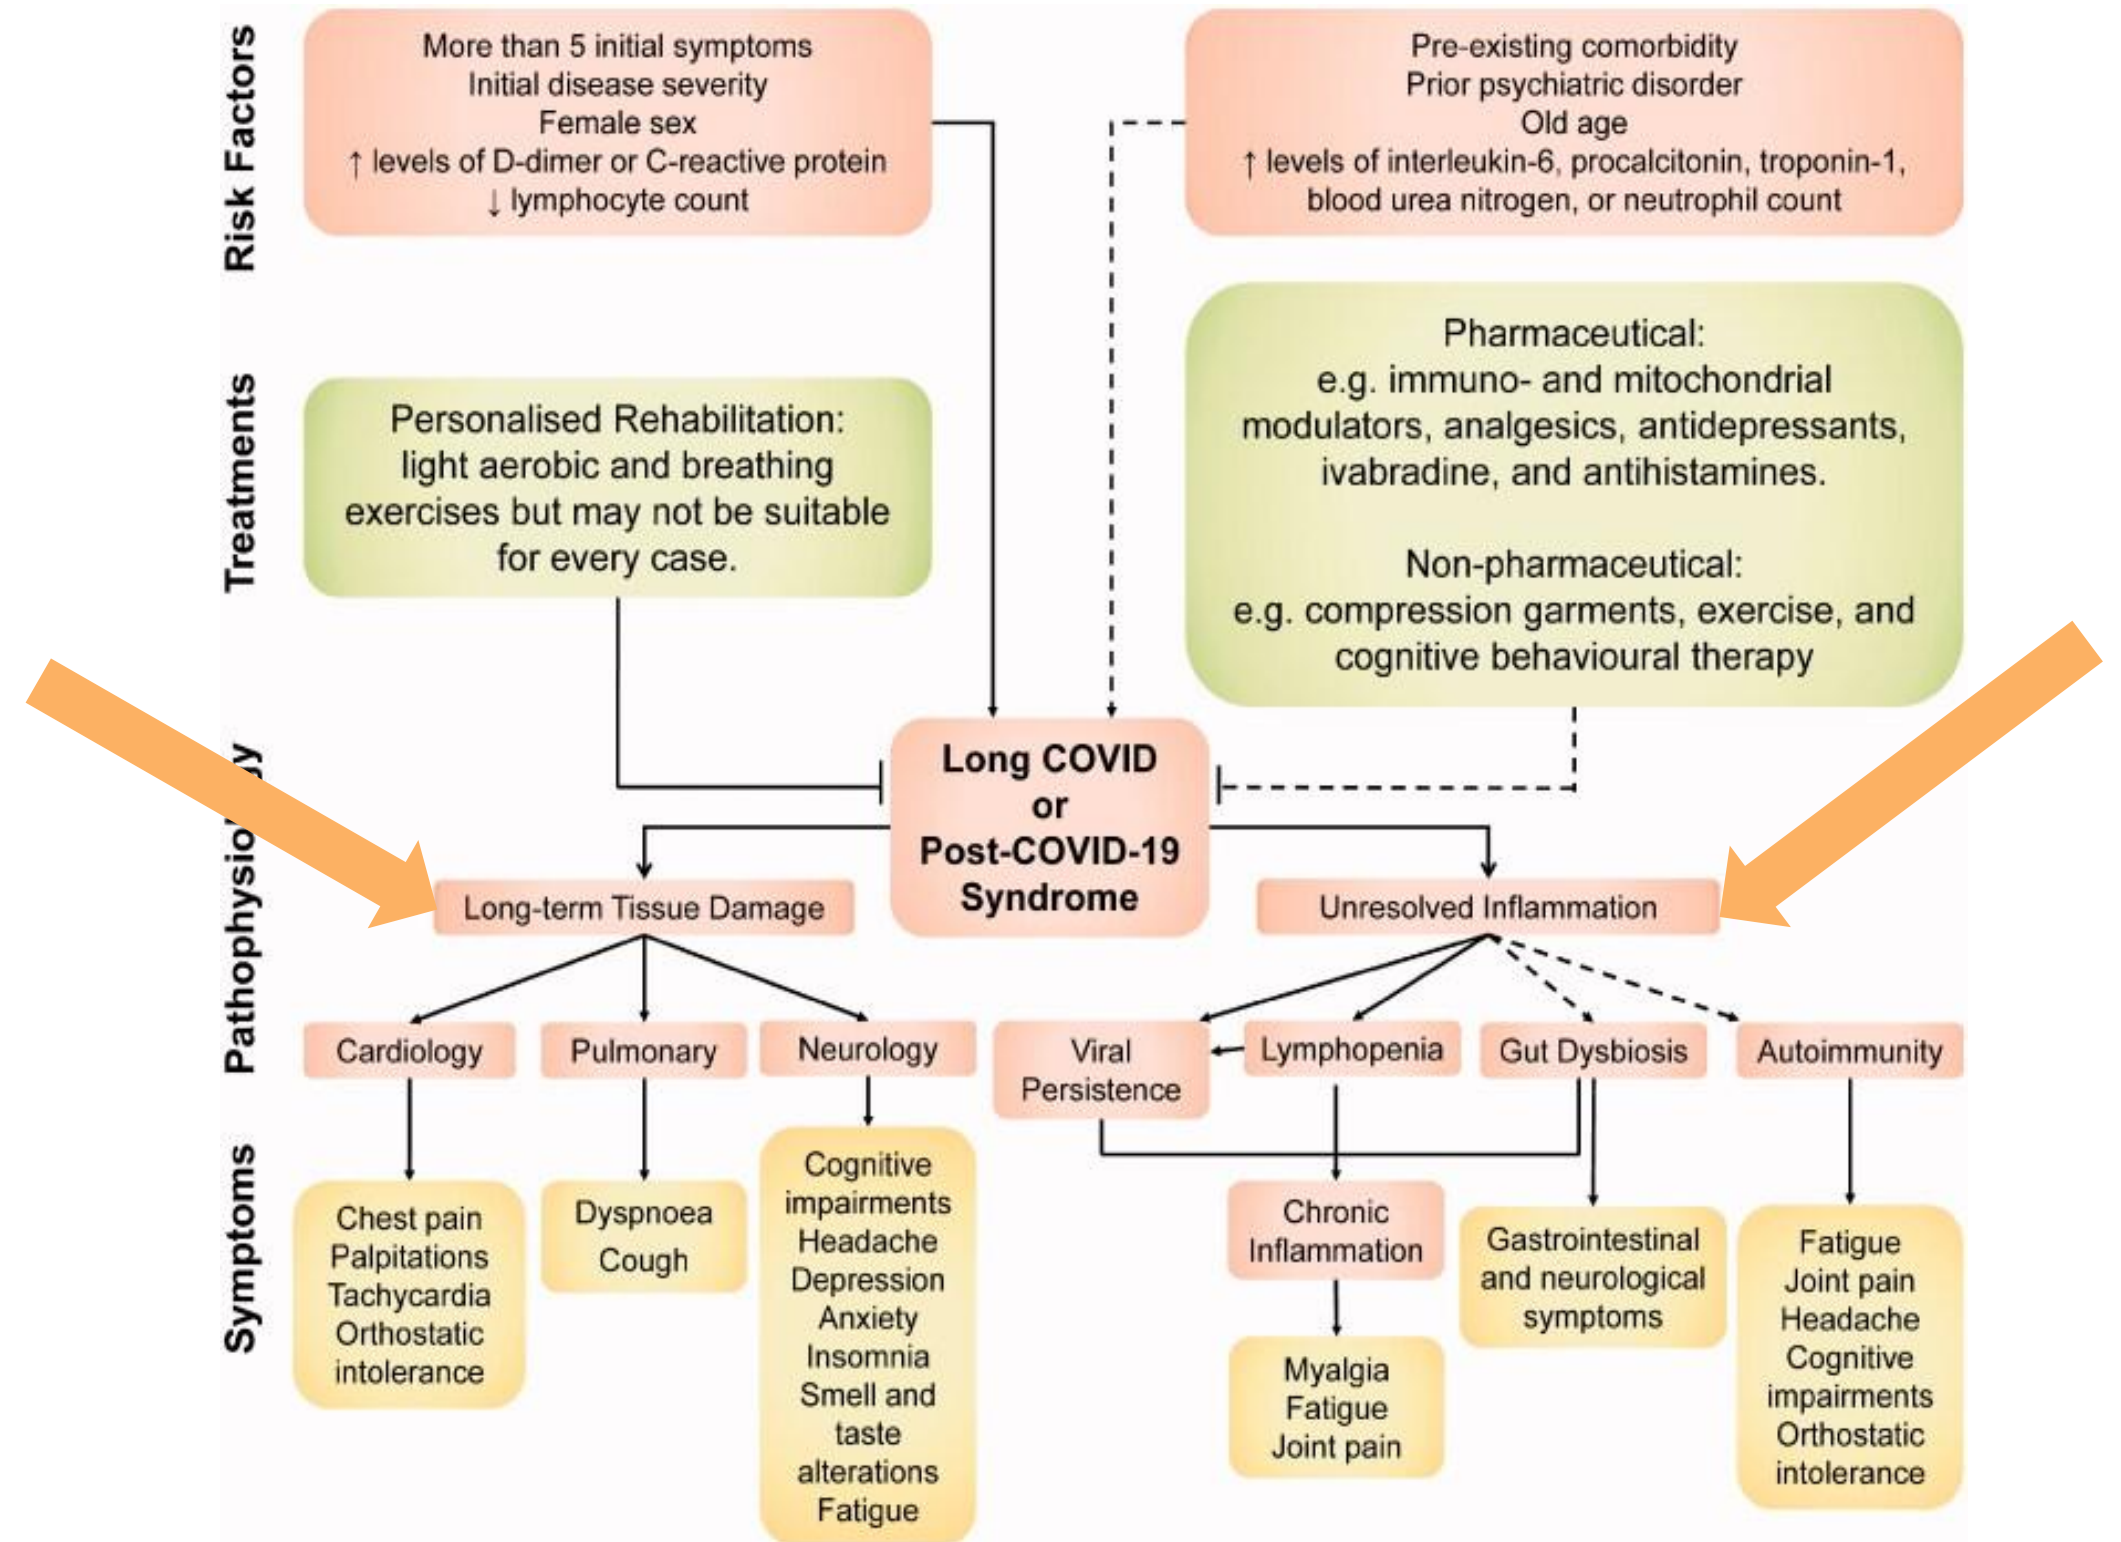 Risk Factors
More than 5 initial symptoms
Initial disease severity
Female sex
↑ levels of D-dimer or C-reactive protein
↓ lymphocyte count
Pre-existing comorbidity
Prior psychiatric disorder
Old age
↑ levels of interleukin-6, procalcitonin, troponin-1,
blood urea nitrogen, or neutrophil count
Treatments
Personalised Rehabilitation:
light aerobic and breathing
exercises but may not be suitable
for every case.
Pharmaceutical:
e.g. immuno- and mitochondrial
modulators, analgesics, antidepressants,
ivabradine, and antihistamines.
Non-pharmaceutical:
e.g. compression garments, exercise, and
cognitive behavioural therapy
Pathophysiology
Long COVID
or
Post-COVID-19
Syndrome
Long-term Tissue Damage
Unresolved Inflammation
Cardiology
Pulmonary
Neurology
Viral
Persistence
Lymphopenia
Gut Dysbiosis
Autoimmunity
Symptoms
Chest pain
Palpitations
Tachycardia
Orthostatic
intolerance
Dyspnoea
Cough
Cognitive
impairments
Headache
Depression
Anxiety
Insomnia
Smell and
taste
alterations
Fatigue
Chronic
Inflammation
Myalgia
Fatigue
Joint pain
Gastrointestinal
and neurological
symptoms
Fatigue
Joint pain
Headache
Cognitive
impairments
Orthostatic
intolerance